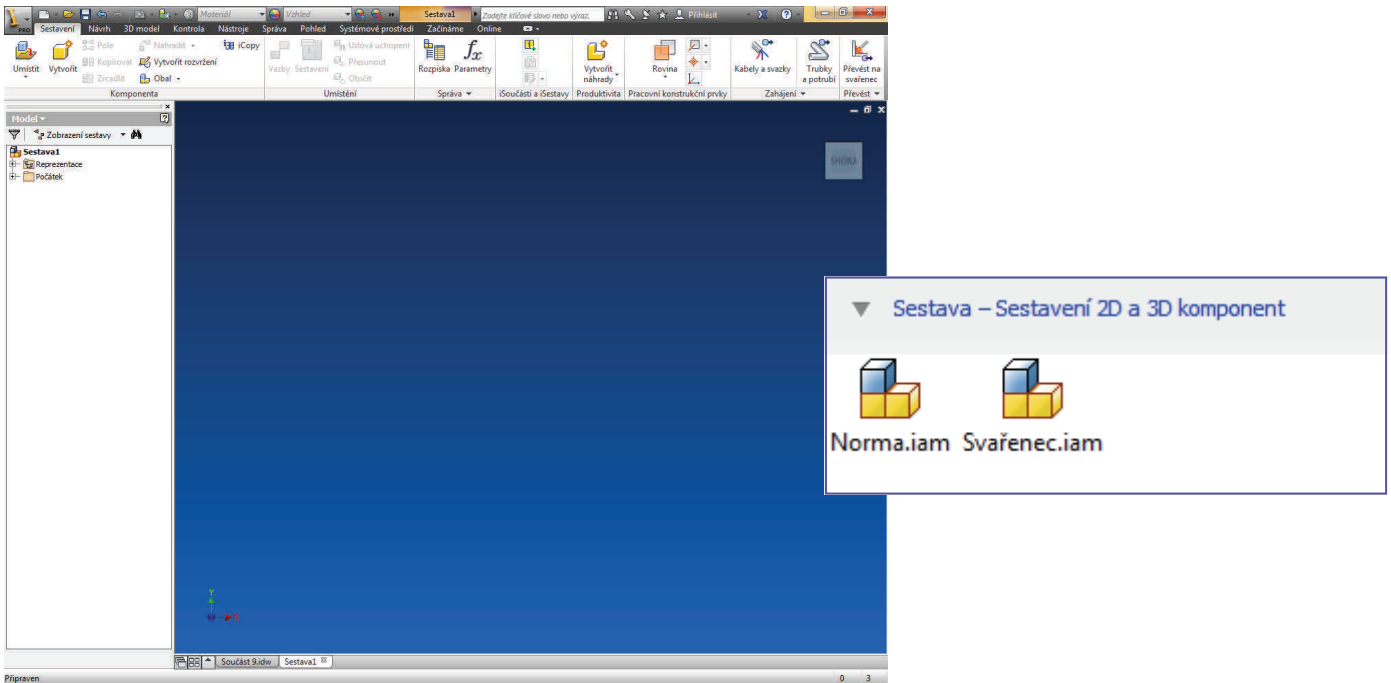 Materiál Vzhled Sestava1 Zadejte klíčové slovo nebo výraz. Přihlásit
PRO Sestavení Návrh 3D model Kontrola Nástroje Správa Pohled Systémové prostředí Začínáme Online
Umístit Vytvořit Pole Nahradit iCopy
Kopírovat Vytvořit rozvržení
Zrcadlit Obal
Vazby Sestavení Uzlová uchopení
Přesunout
Otočit
Rozpiska Parametry
Vytvořit náhrady
Rovina
Kabely a svazky
Trubky a potrubí
Převést na svařenec
Komponenta Umístění Správa iSoučásti a iSestavy Produktivita Pracovní konstrukční prvky Zahájení Převést
Model
Zobrazení sestavy
Sestava1
Reprezentace
Počátek
SHORA
Sestava – Sestavení 2D a 3D komponent
Norma.iam Svařenec.iam
Y
Součást 9.idw Sestava1
Připraven 0 3